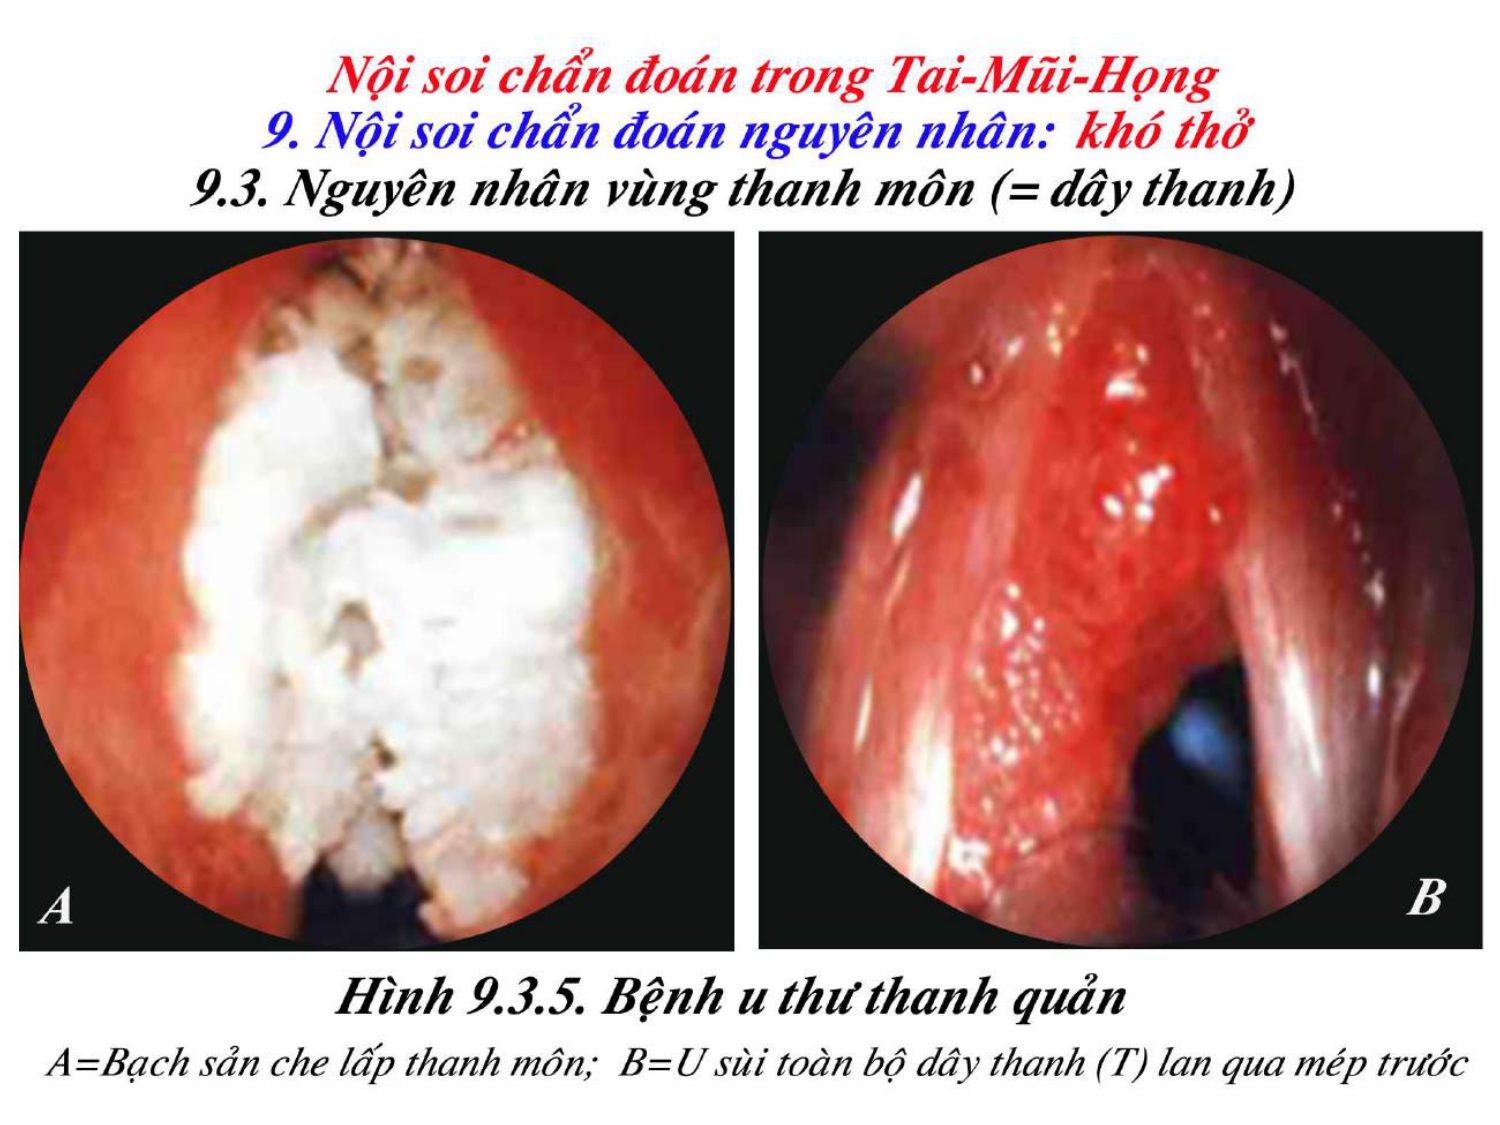 Nội soi chẩn đoán trong Tai-Mũi-Họng
9. Nội soi chẩn đoán nguyên nhân: khó thở
9.3. Nguyên nhân vùng thanh môn (= dây thanh)
A
B
Hình 9.3.5. Bệnh u thư thanh quản
A=Bạch sản che lấp thanh môn; B=U sùi toàn bộ dây thanh (T) lan qua mép trước